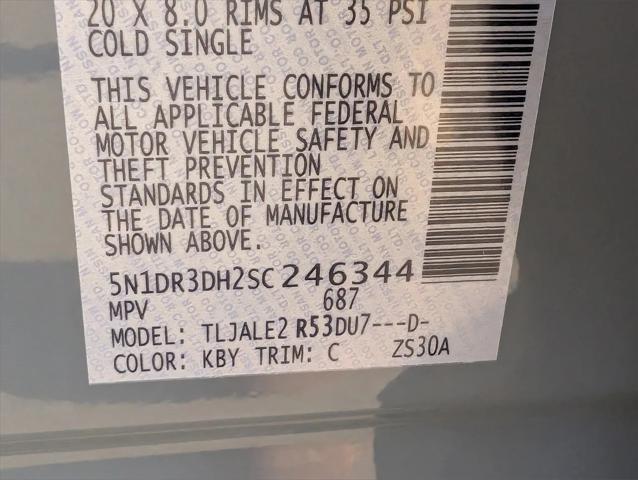 20 X 8.0 RIMS AT 35 PSI
COLD SINGLE
THIS VEHICLE CONFORMS TO
ALL APPLICABLE FEDERAL
MOTOR VEHICLE SAFETY AND
THEFT PREVENTION
STANDARDS IN EFFECT ON
THE DATE OF MANUFACTURE
SHOWN ABOVE.
5N1DR3DH2SC246344
MPV 687
MODEL: TLJALE2 R53DU7---D-
COLOR: KBY TRIM: C ZS30A